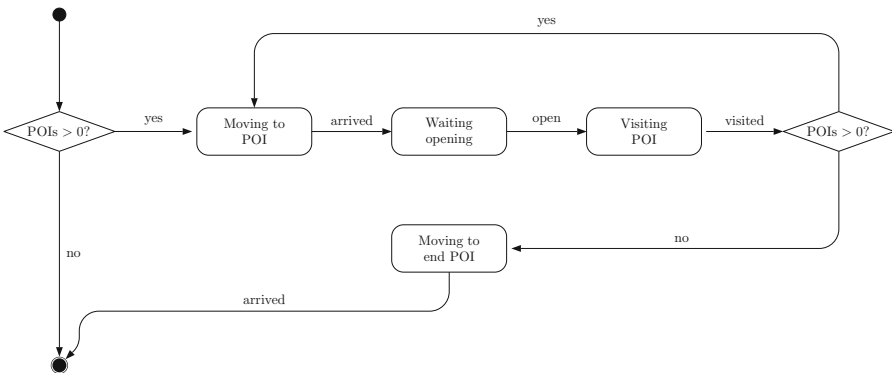 yes
yes
arrived
open
visited
POIs > 0?
Moving to
POI
Waiting
opening
Visiting
POI
POIs > 0?
no
Moving to
end POI
no
arrived